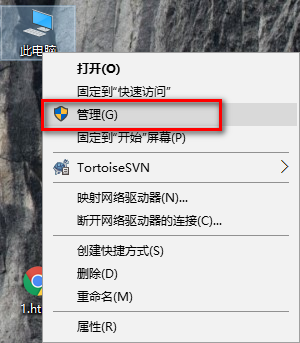 此电脑
打开(O)
固定到"快速访问"
管理(G)
固定到"开始"屏幕(P)
TortoiseSVN
映射网络驱动器(N)...
断开网络驱动器的连接(C)...
创建快捷方式(S)
删除(D)
重命名(M)
1.ht
属性(R)